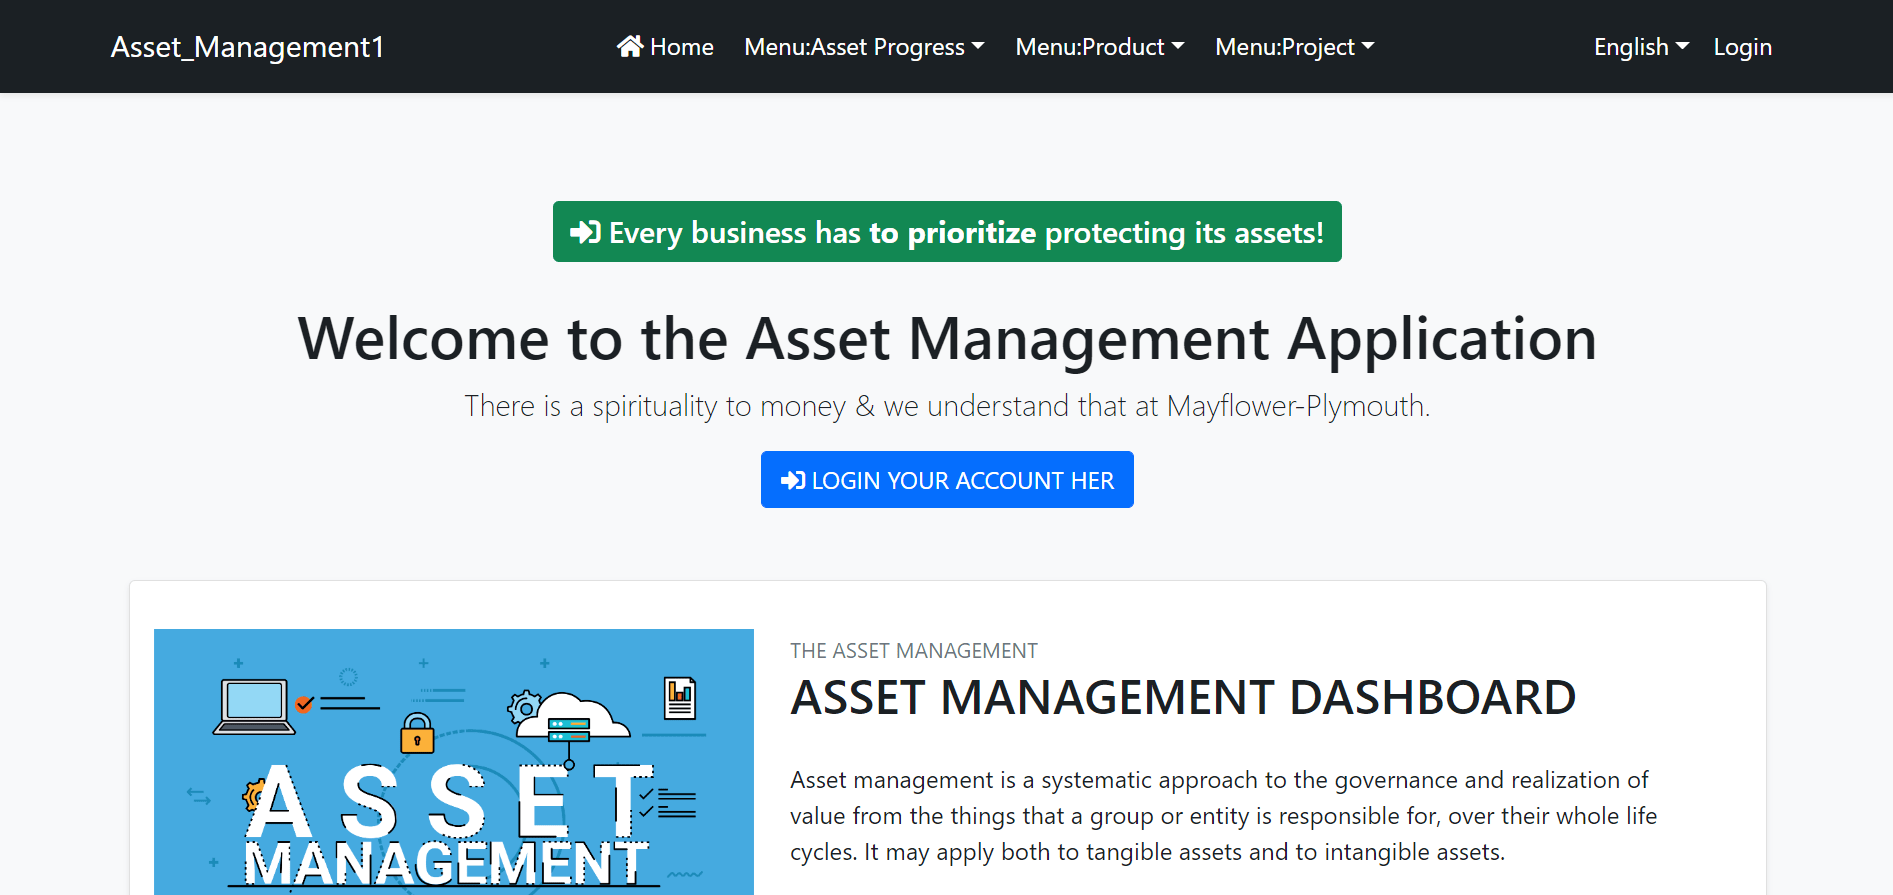 Asset_Management1
Home
Menu:Asset Progress
Menu:Product
Menu:Project
English
Login
Every business has to prioritize protecting its assets!
Welcome to the Asset Management Application
There is a spirituality to money & we understand that at Mayflower-Plymouth.
LOGIN YOUR ACCOUNT HER
ASSET
MANAGEMENT
THE ASSET MANAGEMENT
ASSET MANAGEMENT DASHBOARD
Asset management is a systematic approach to the governance and realization of
value from the things that a group or entity is responsible for, over their whole life
cycles. It may apply both to tangible assets and to intangible assets.